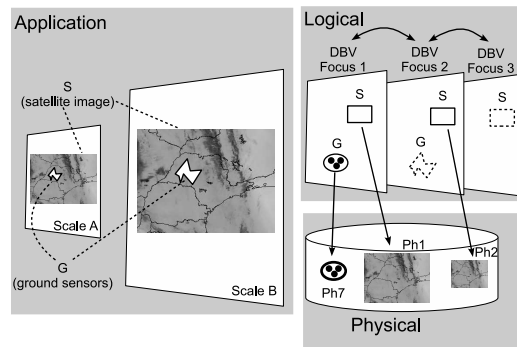 Application
S
(satellite image)
Scale A
G
(ground sensors)
Scale B
Logical
DBV
Focus 1
DBV
Focus 2
DBV
Focus 3
S
S
S
G
G
Ph1
Ph2
Ph7
Physical